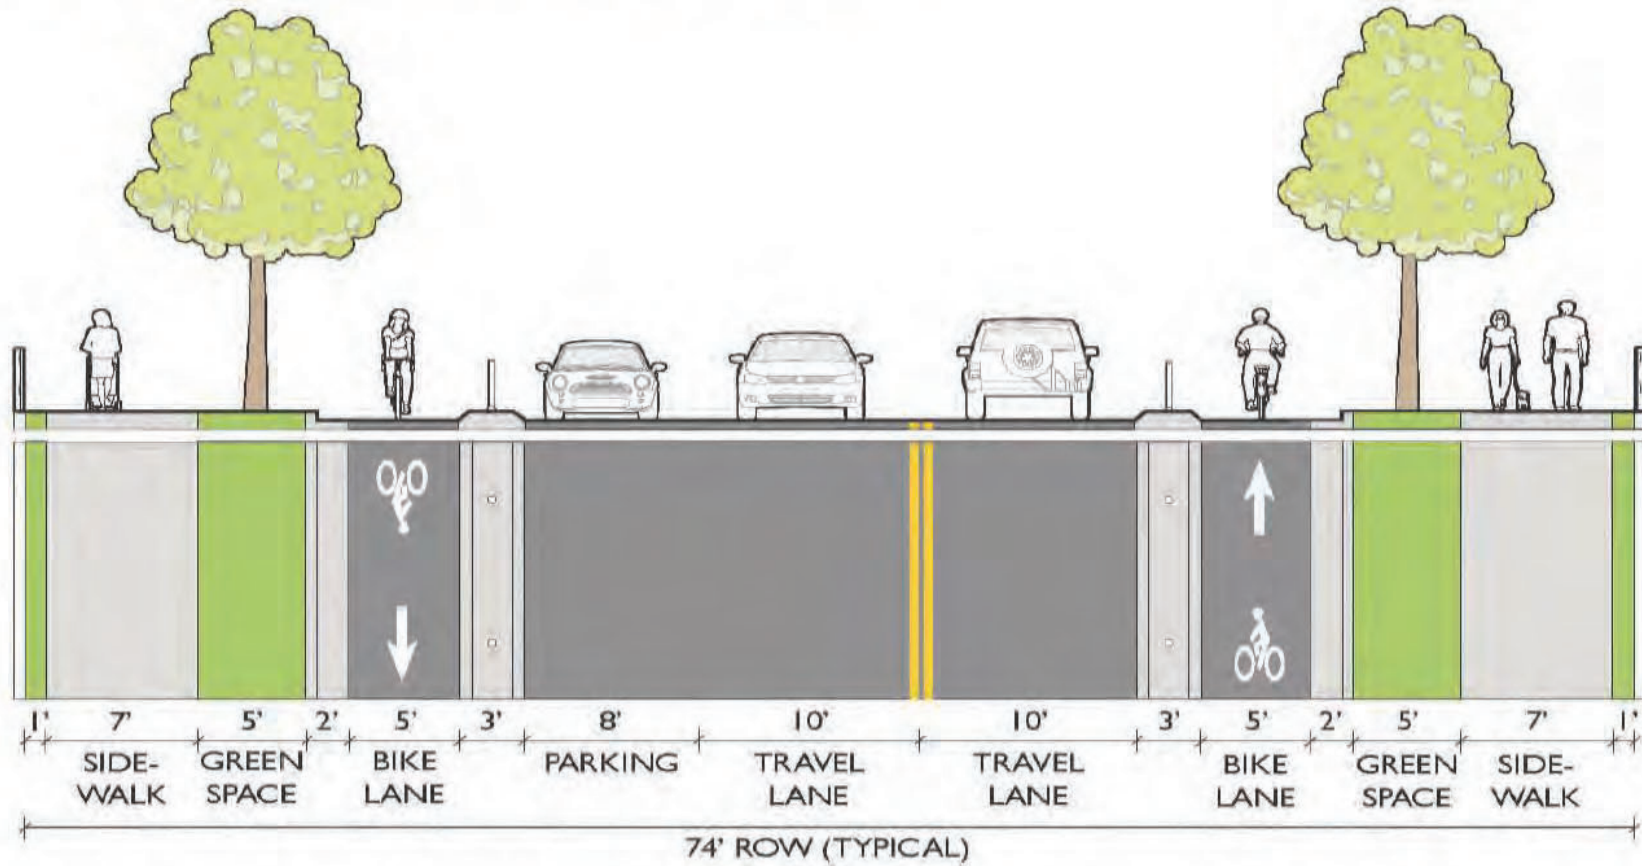 1' 7' 5' 2' 5' 3' 8' 10' 10' 3' 5' 2' 5' 7' 1'
SIDE- GREEN BIKE PARKING TRAVEL TRAVEL BIKE GREEN SIDE-
WALK SPACE LANE LANE LANE LANE SPACE WALK
74' ROW (TYPICAL)